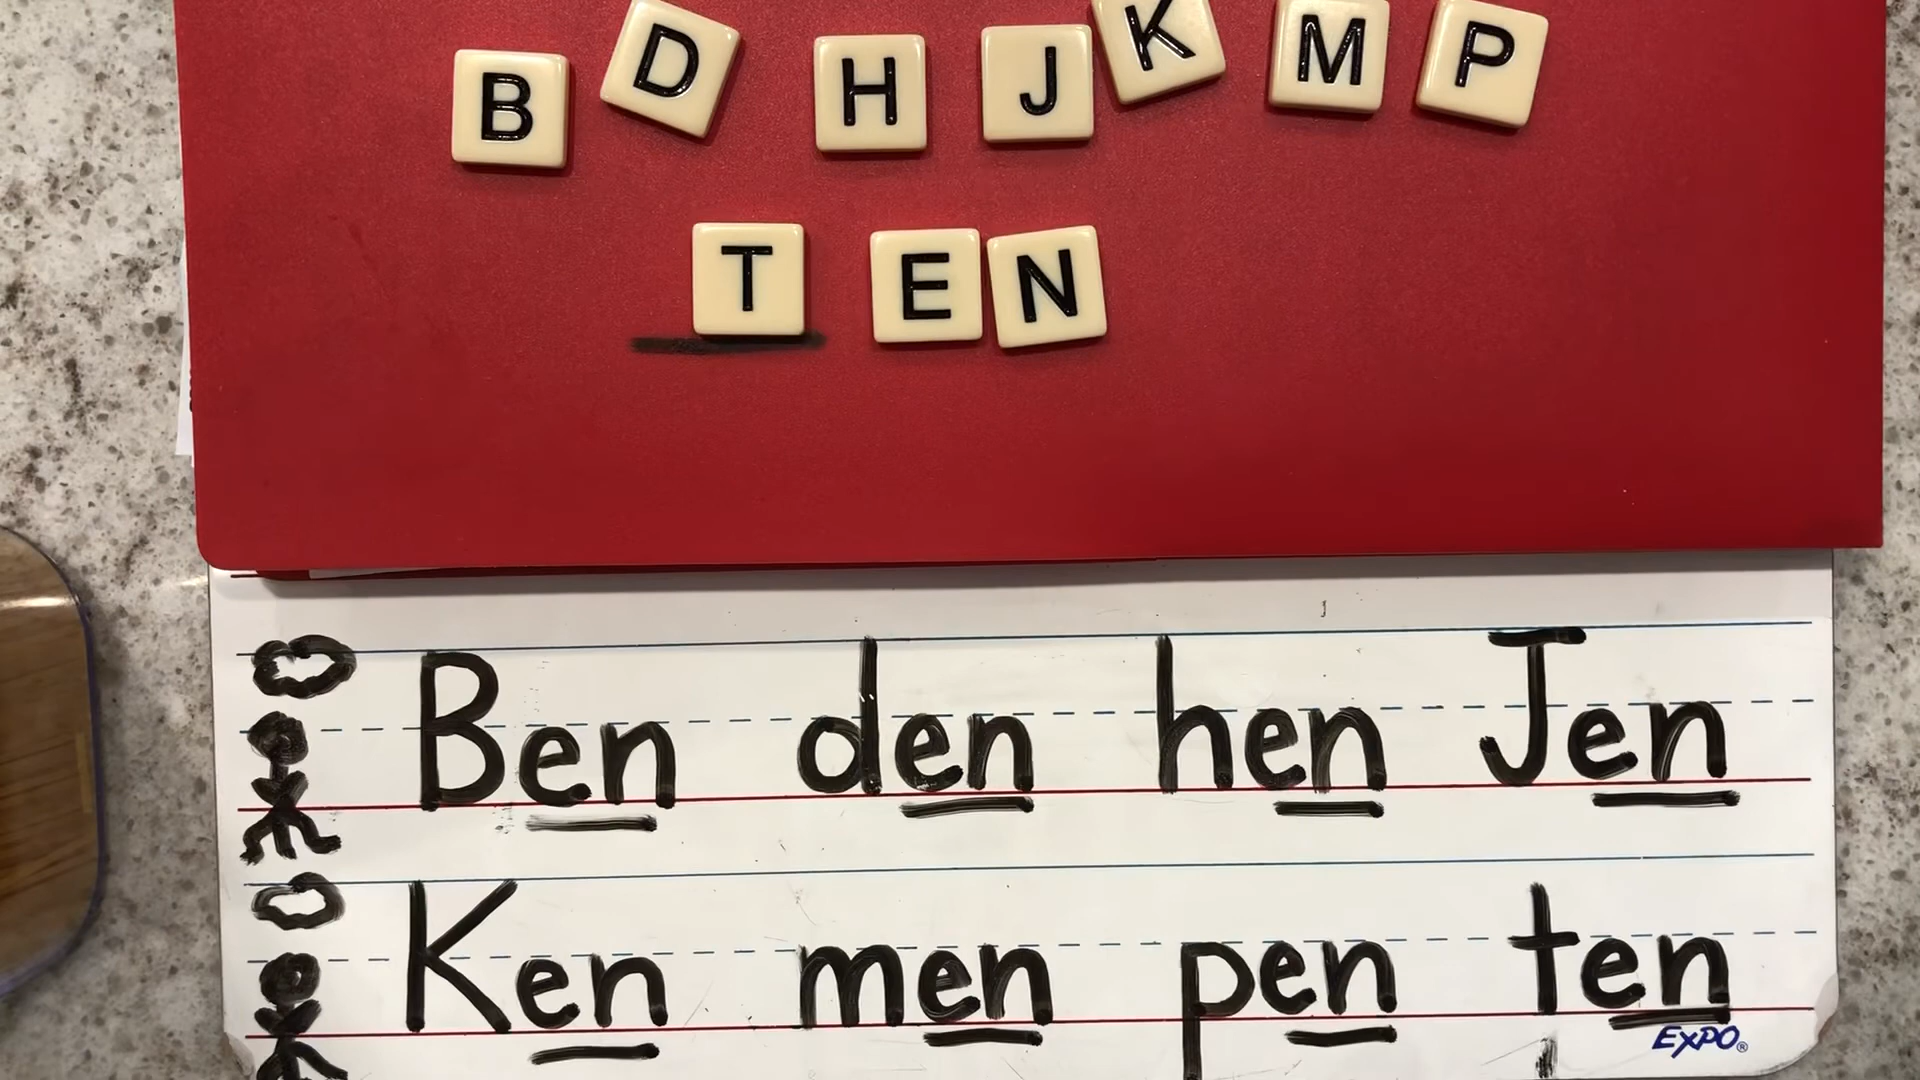 B D H J K M P
T EN
Ben den hen Jen
Ken men pen ten
EXPO®